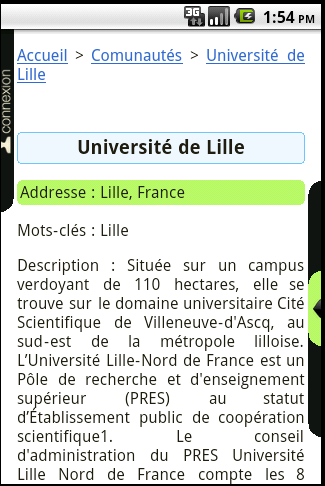 3G 1:54 PM
connexion
Accueil > Comunautés > Université de
Lille
Université de Lille
Addresse : Lille, France
Mots-clés : Lille
Description : Située sur un campus
verdoyant de 110 hectares, elle se
trouve sur le domaine universitaire Cité
Scientifique de Villeneuve-d'Ascq, au
sud-est de la métropole lilloise.
L’Université Lille-Nord de France est un
Pôle de recherche et d'enseignement
supérieur (PRES) au statut
d’Établissement public de coopération
scientifique1. Le conseil
d'administration du PRES Université
Lille Nord de France compte les 8